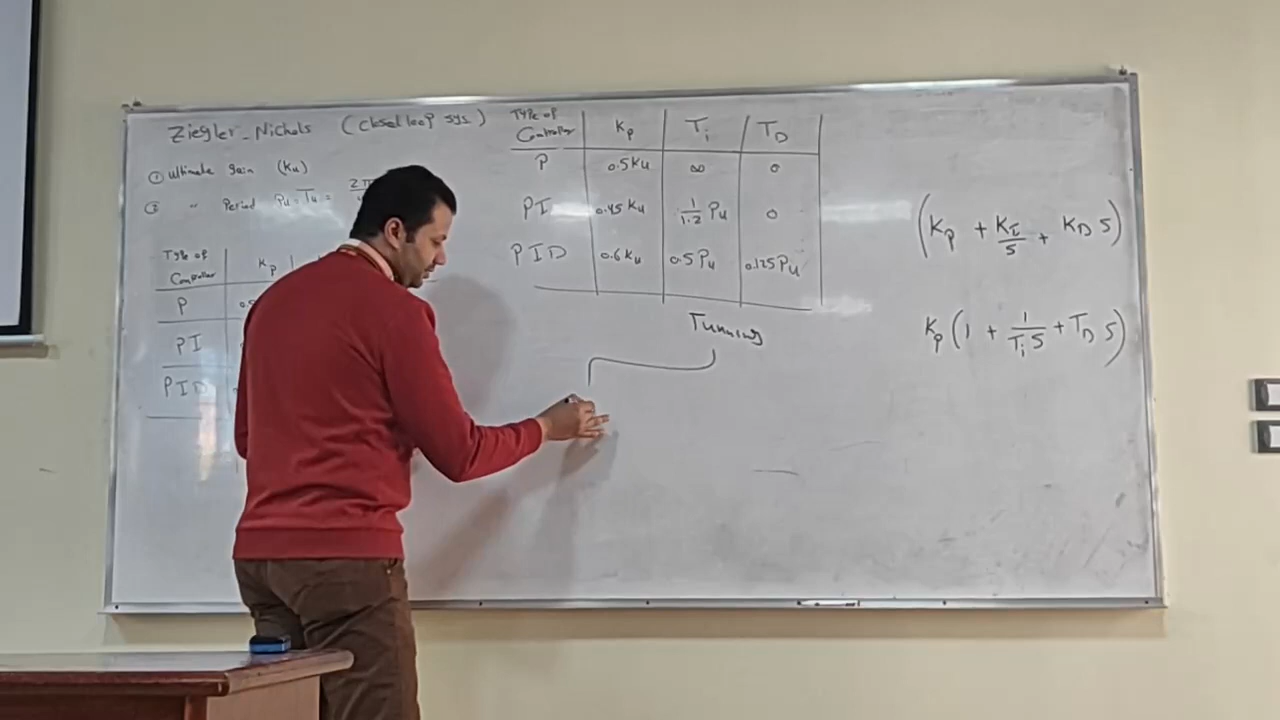 Ziegler_Nichols (closed loop sys)
① ultimate gain (Ku)
② " Period Pu = Tu = 2π
Type of Controller Kp
P
PI
PID
Type of Controller Kp Ti TD
P 0.5Ku ∞ 0
PI 0.45Ku 1/1.2 Pu 0
PID 0.6Ku 0.5Pu 0.125Pu
Tunning
(Kp + KI/S + KD S)
Kp (1 + 1/Ti S + TD S)